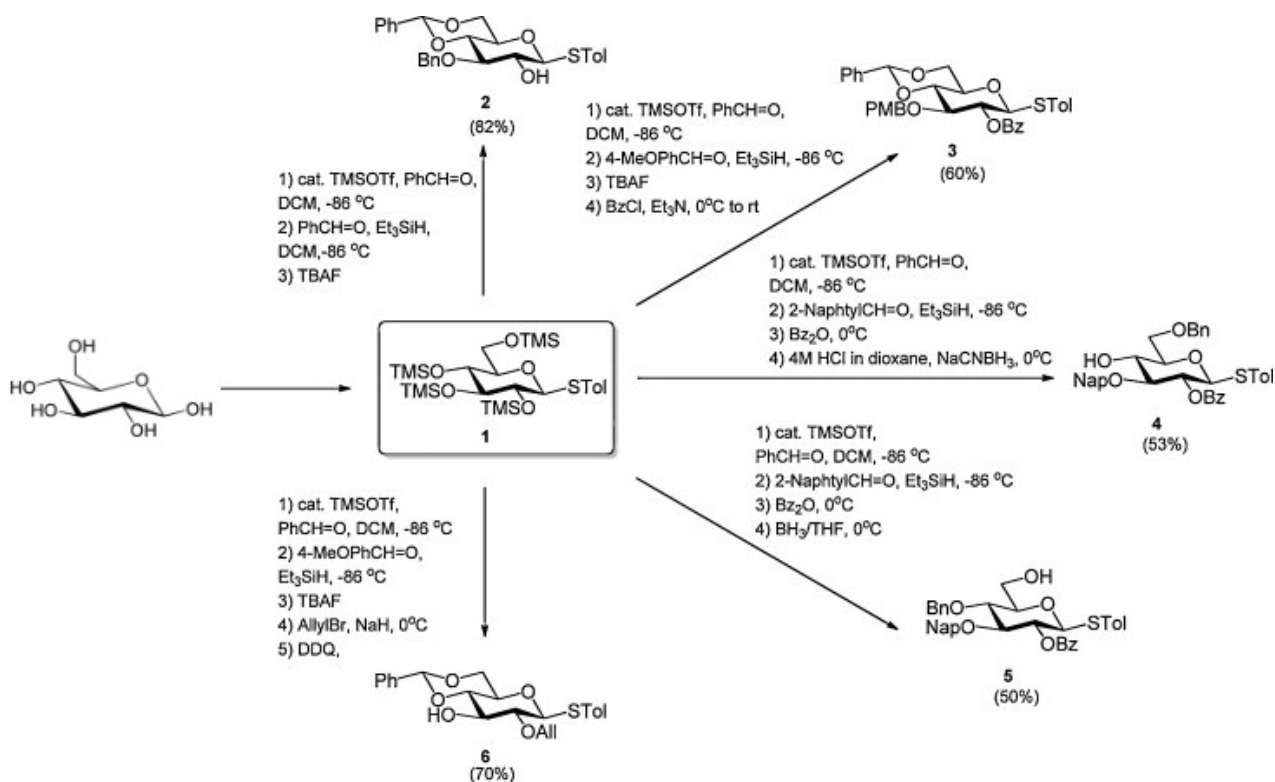 Ph
O
O
O
BnO
STol
OH
2
(82%)
1) cat. TMSOTf, PhCH=O,
DCM, -86 °C
2) PhCH=O, Et₃SiH,
DCM,-86 °C
3) TBAF
1) cat. TMSOTf, PhCH=O,
DCM, -86 °C
2) 4-MeOPhCH=O, Et₃SiH, -86 °C
3) TBAF
4) BzCl, Et₃N, 0°C to rt
Ph
O
O
O
PMBO
STol
OBz
3
(60%)
OH
HO
O
HO
OH
OH
OTMS
TMSO
O
TMSO
STol
TMSO
1
1) cat. TMSOTf, PhCH=O,
DCM, -86 °C
2) 2-NaphtylCH=O, Et₃SiH, -86 °C
3) Bz₂O, 0°C
4) 4M HCl in dioxane, NaCNBH₃, 0°C
OBn
HO
O
NapO
STol
OBz
4
(53%)
1) cat. TMSOTf,
PhCH=O, DCM, -86 °C
2) 2-NaphtylCH=O, Et₃SiH, -86 °C
3) Bz₂O, 0°C
4) BH₃/THF, 0°C
OH
BnO
O
NapO
STol
OBz
5
(50%)
1) cat. TMSOTf,
PhCH=O, DCM, -86 °C
2) 4-MeOPhCH=O,
Et₃SiH, -86 °C
3) TBAF
4) AllylBr, NaH, 0°C
5) DDQ,
Ph
O
O
O
HO
STol
OAll
6
(70%)